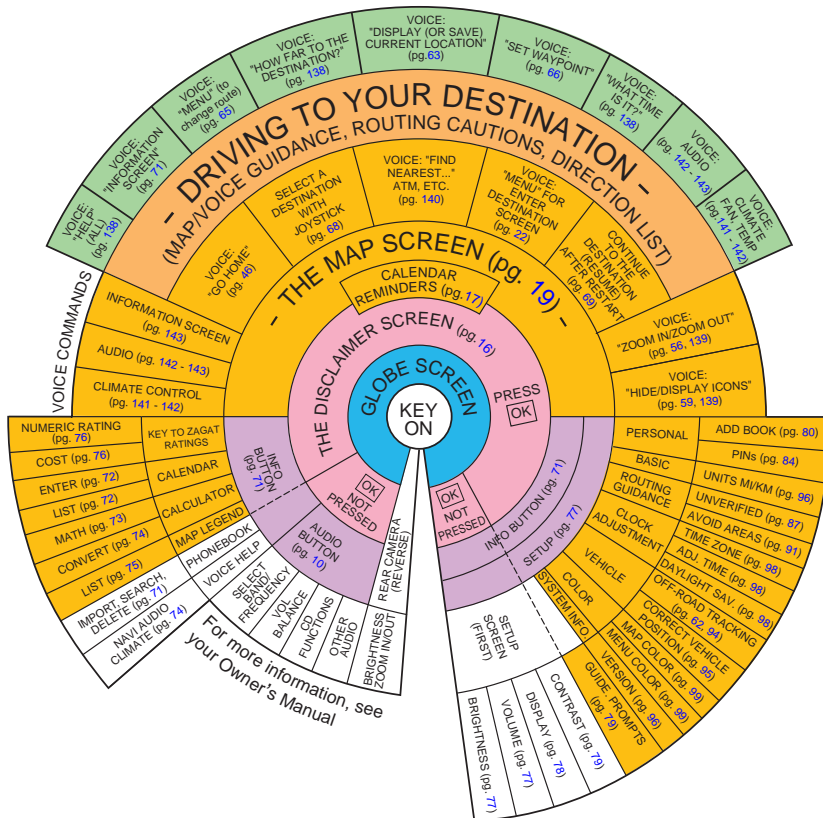 VOICE:
"HELP"
(ALL)
(pg. 138)
VOICE:
"INFORMATION
SCREEN"
(pg. 71)
VOICE:
"MENU" (to
change route)
(pg. 65)
VOICE:
"HOW FAR TO THE
DESTINATION?"
(pg. 138)
VOICE:
"DISPLAY (OR SAVE)
CURRENT LOCATION"
(pg.63)
VOICE:
"SET WAYPOINT"
(pg. 66)
VOICE:
"WHAT TIME
IS IT?"
(pg. 138)
VOICE:
AUDIO
(pg. 142 - 143)
VOICE:
CLIMATE
FAN, TEMP
(pg.141 - 142)
- DRIVING TO YOUR DESTINATION -
(MAP/VOICE GUIDANCE, ROUTING CAUTIONS, DIRECTION LIST)
VOICE:
"GO HOME"
(pg. 46)
SELECT A
DESTINATION
WITH
JOYSTICK
(pg. 68)
VOICE: "FIND
NEAREST..."
ATM, ETC.
(pg. 140)
VOICE:
"MENU" FOR
ENTER
DESTINATION
SCREEN
(pg. 22)
CONTINUE
TO THE
DESTINATION
(RESUME)
AFTER RESTART
(pg. 69)
- THE MAP SCREEN (pg. 19) -
CALENDAR
REMINDERS (pg.17)
THE DISCLAIMER SCREEN (pg.16)
GLOBE SCREEN
KEY
ON
PRESS
OK
VOICE COMMANDS
INFORMATION SCREEN
(pg. 143)
AUDIO (pg. 142 - 143)
CLIMATE CONTROL
(pg. 141 - 142)
VOICE:
"ZOOM IN/ZOOM OUT"
(pg. 56, 139)
VOICE:
"HIDE/DISPLAY ICONS"
(pg. 59, 139)
NUMERIC RATING
(pg. 76)
COST (pg. 76)
ENTER (pg. 72)
LIST (pg. 72)
MATH (pg. 73)
CONVERT (pg. 74)
LIST (pg. 75)
IMPORT, SEARCH,
DELETE (pg. 71)
NAVI AUDIO
CLIMATE (pg. 74)
KEY TO ZAGAT
RATINGS
CALENDAR
CALCULATOR
MAP LEGEND
PHONEBOOK
VOICE HELP
INFO
BUTTON
(pg. 71)
OK
NOT
PRESSED
AUDIO
BUTTON
(pg. 10)
SELECT
BAND/
FREQUENCY
VOL
BALANCE
CD
FUNCTIONS
OTHER
AUDIO
REAR CAMERA
(REVERSE)
BRIGHTNESS
ZOOM IN/OUT
For more information, see
your Owner's Manual
OK
NOT
PRESSED
INFO BUTTON (pg. 71)
SETUP (pg. 77)
PERSONAL
BASIC
ROUTING
GUIDANCE
CLOCK
ADJUSTMENT
VEHICLE
COLOR
SYSTEM INFO.
SETUP
SCREEN
(FIRST)
ADD BOOK (pg. 80)
PINs (pg. 84)
UNITS MI/KM (pg. 96)
UNVERIFIED (pg. 87)
AVOID AREAS (pg. 91)
TIME ZONE (pg. 98)
ADJ. TIME (pg. 98)
DAYLIGHT SAV. (pg. 98)
OFF-ROAD TRACKING
(pg. 62, 94)
CORRECT VEHICLE
POSITION (pg. 95)
MAP COLOR (pg. 99)
MENU COLOR (pg. 99)
VERSION (pg. 96)
GUIDE. PROMPTS
(pg. 79)
CONTRAST (pg. 79)
DISPLAY (pg. 78)
VOLUME (pg. 77)
BRIGHTNESS (pg. 77)